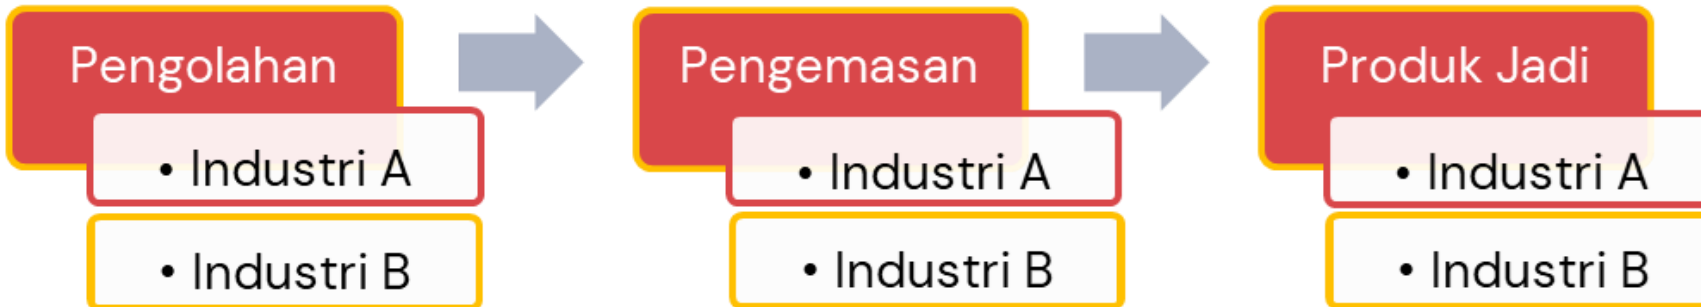 Pengolahan
• Industri A
• Industri B
Pengemasan
• Industri A
• Industri B
Produk Jadi
• Industri A
• Industri B